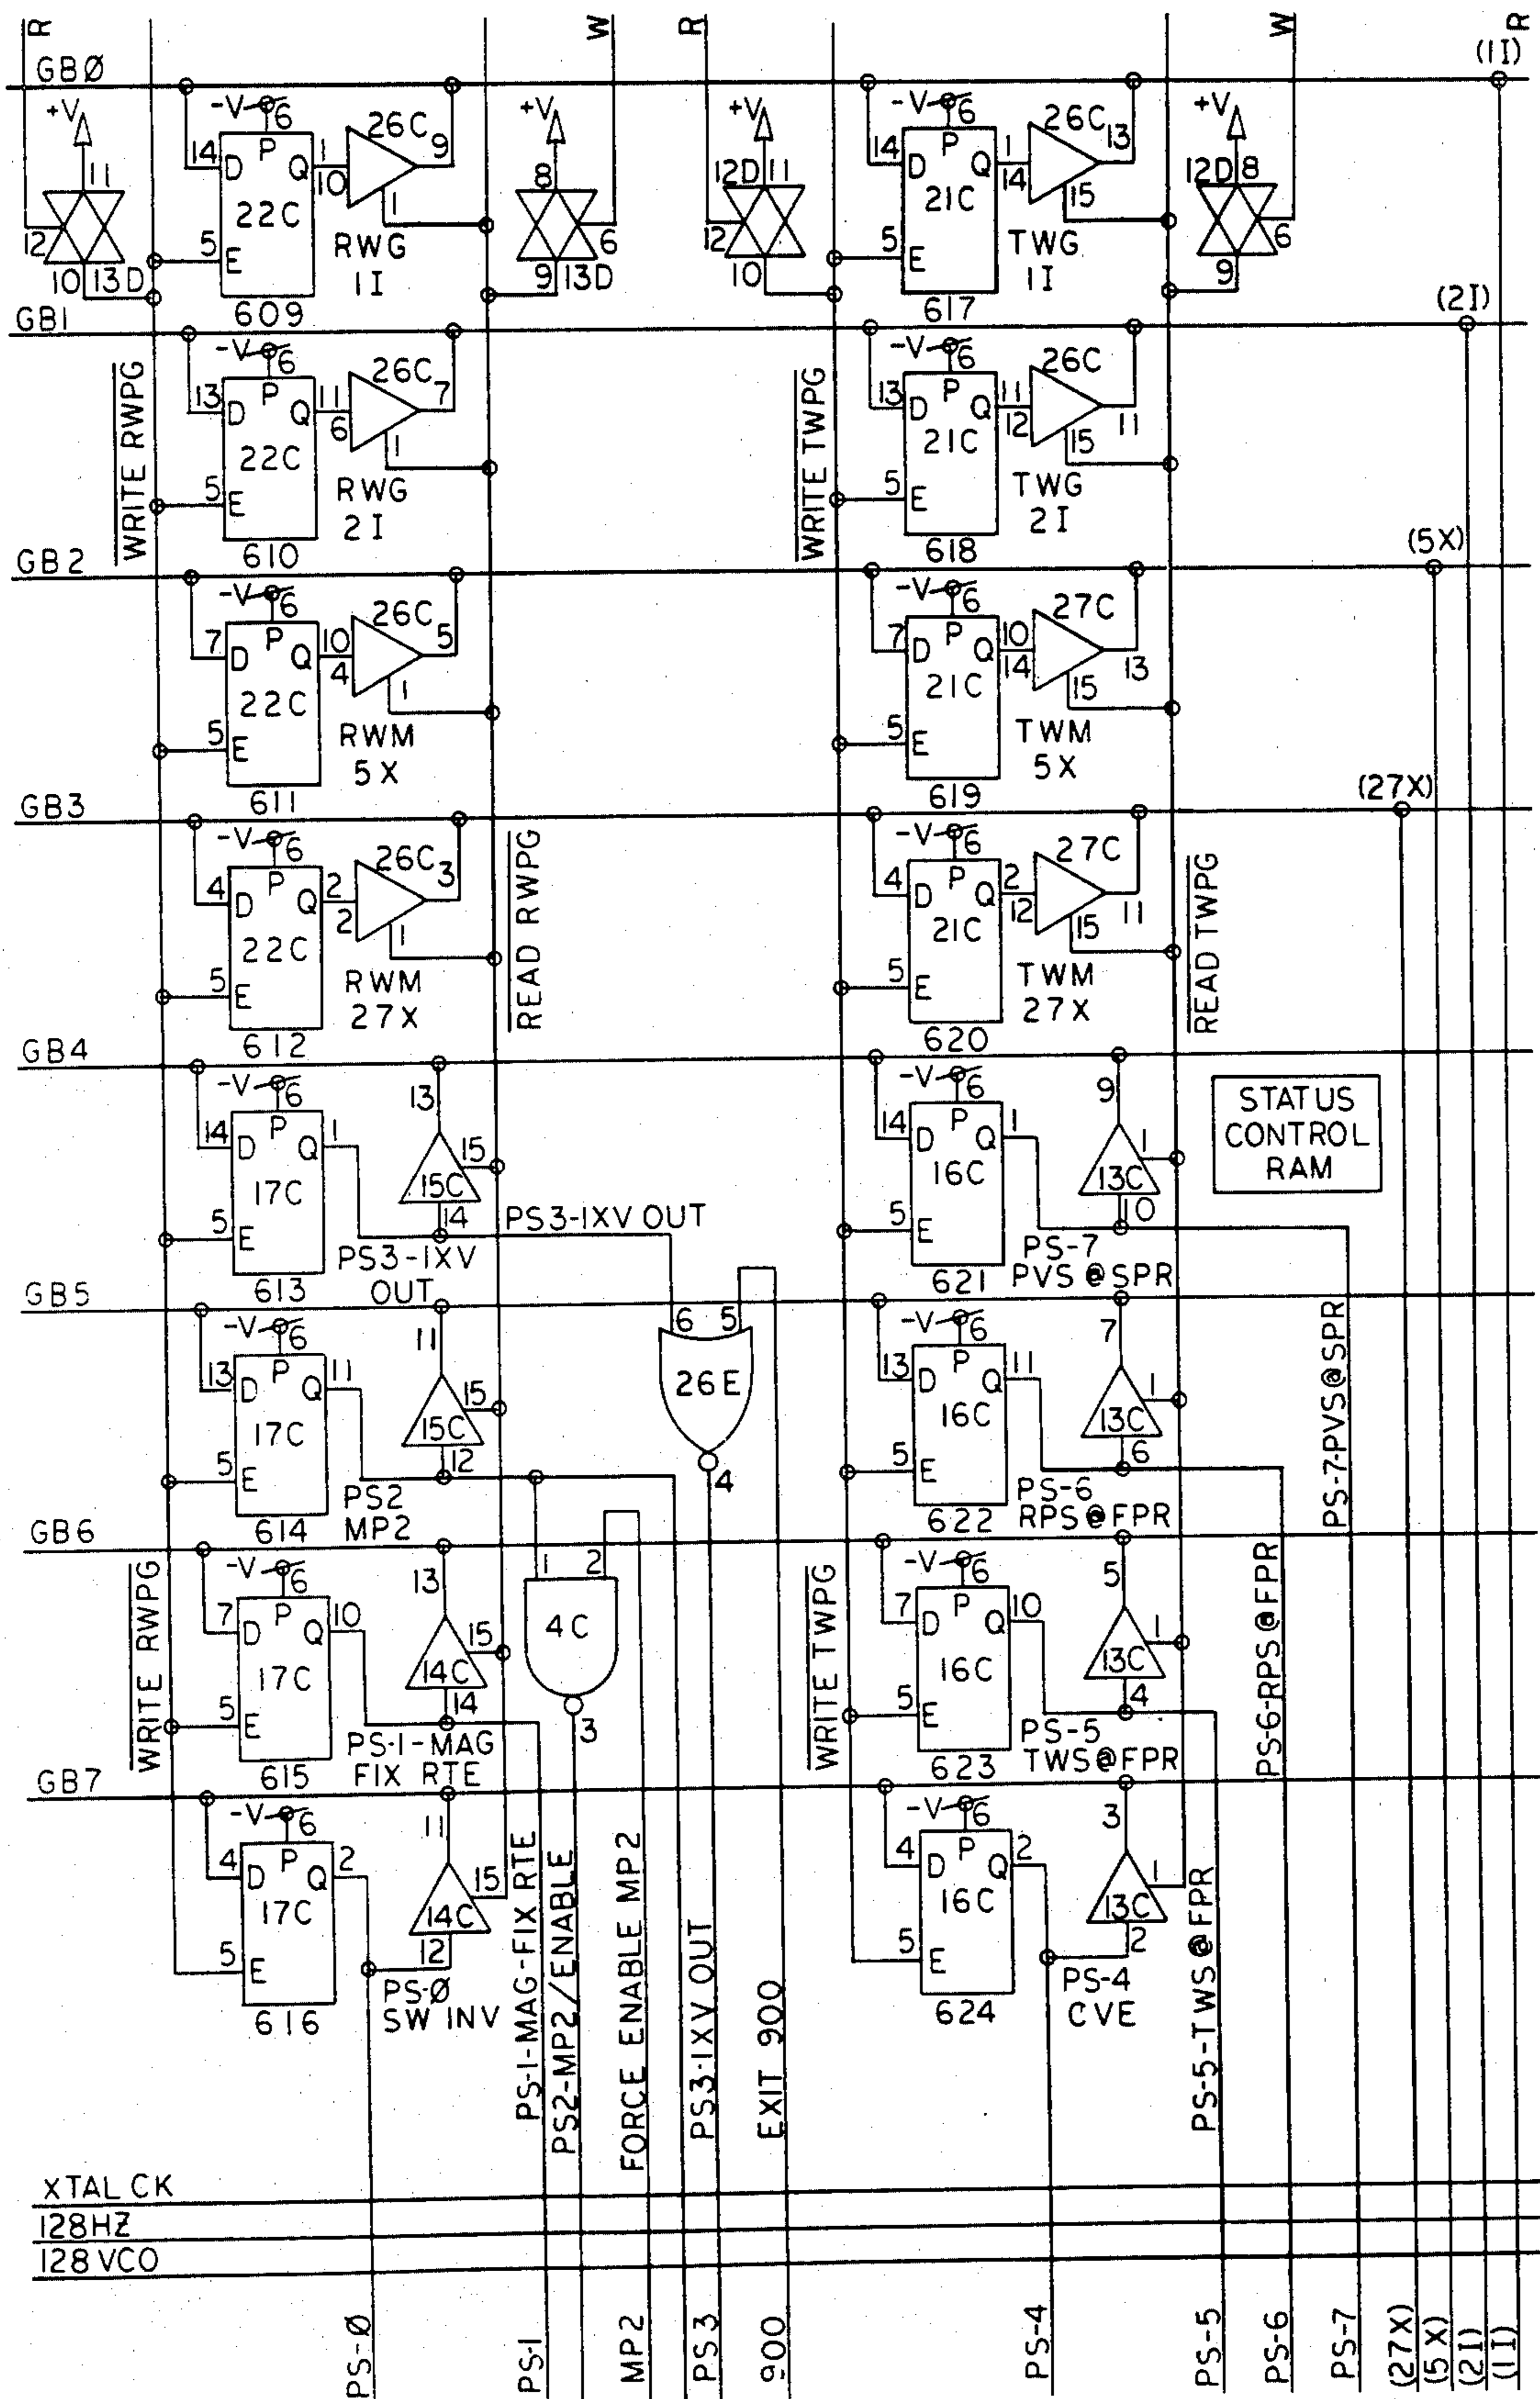 R
W
R
W
R
GBØ
(1I)
+V
11
12
10 13D
-V 6
14 D P Q 1
22C
5 E
609
26C
10
9
1
RWG
1I
+V
8
6
9 13D
+V
12D 11
12
10
-V 6
14 D P Q 1
21C
5 E
617
26C
14
13
15
TWG
1I
+V
12D 8
6
9
GB1
(2I)
WRITE RWPG
-V 6
13 D P Q 11
22C
5 E
610
26C
6
7
1
RWG
2I
WRITE TWPG
-V 6
13 D P Q 11
21C
5 E
618
26C
12
11
15
TWG
2I
GB2
(5X)
-V 6
7 D P Q 10
22C
5 E
611
26C
4
5
1
RWM
5X
-V 6
7 D P Q 10
21C
5 E
619
27C
14
13
15
TWM
5X
GB3
(27X)
-V 6
4 D P Q 2
22C
5 E
612
26C
2
3
1
RWM
27X
READ RWPG
-V 6
4 D P Q 2
21C
5 E
620
27C
12
11
15
TWM
27X
READ TWPG
GB4
-V 6
14 D P Q 1
17C
5 E
613
13
15
15C
14
PS3-1XV OUT
PS3-1XV
OUT
-V 6
14 D P Q 1
16C
5 E
621
9
1
13C
10
PS-7
PVS@SPR
STATUS
CONTROL
RAM
GB5
-V 6
13 D P Q 11
17C
5 E
614
11
15
15C
12
PS2
MP2
6 5
26E
4
-V 6
13 D P Q 11
16C
5 E
622
7
1
13C
6
PS-6
RPS@FPR
PS-7-PVS@SPR
GB6
WRITE RWPG
-V 6
7 D P Q 10
17C
5 E
615
13
15
14C
14
PS-1-MAG
FIX RTE
1 2
4C
3
WRITE TWPG
-V 6
7 D P Q 10
16C
5 E
623
5
1
13C
4
PS-5
TWS@FPR
PS-6-RPS@FPR
GB7
-V 6
4 D P Q 2
17C
5 E
616
11
15
14C
12
PS-Ø
SW INV
PS-1-MAG-FIX RTE
PS2-MP2/ENABLE
FORCE ENABLE MP2
PS3-1XV OUT
EXIT 900
-V 6
4 D P Q 2
16C
5 E
624
3
1
13C
2
PS-4
CVE
PS-5-TWS@FPR
XTAL CK
128HZ
128 VCO
PS-Ø
PS-1
MP2
PS3
900
PS-4
PS-5
PS-6
PS-7
(27X)
(5X)
(2I)
(1I)